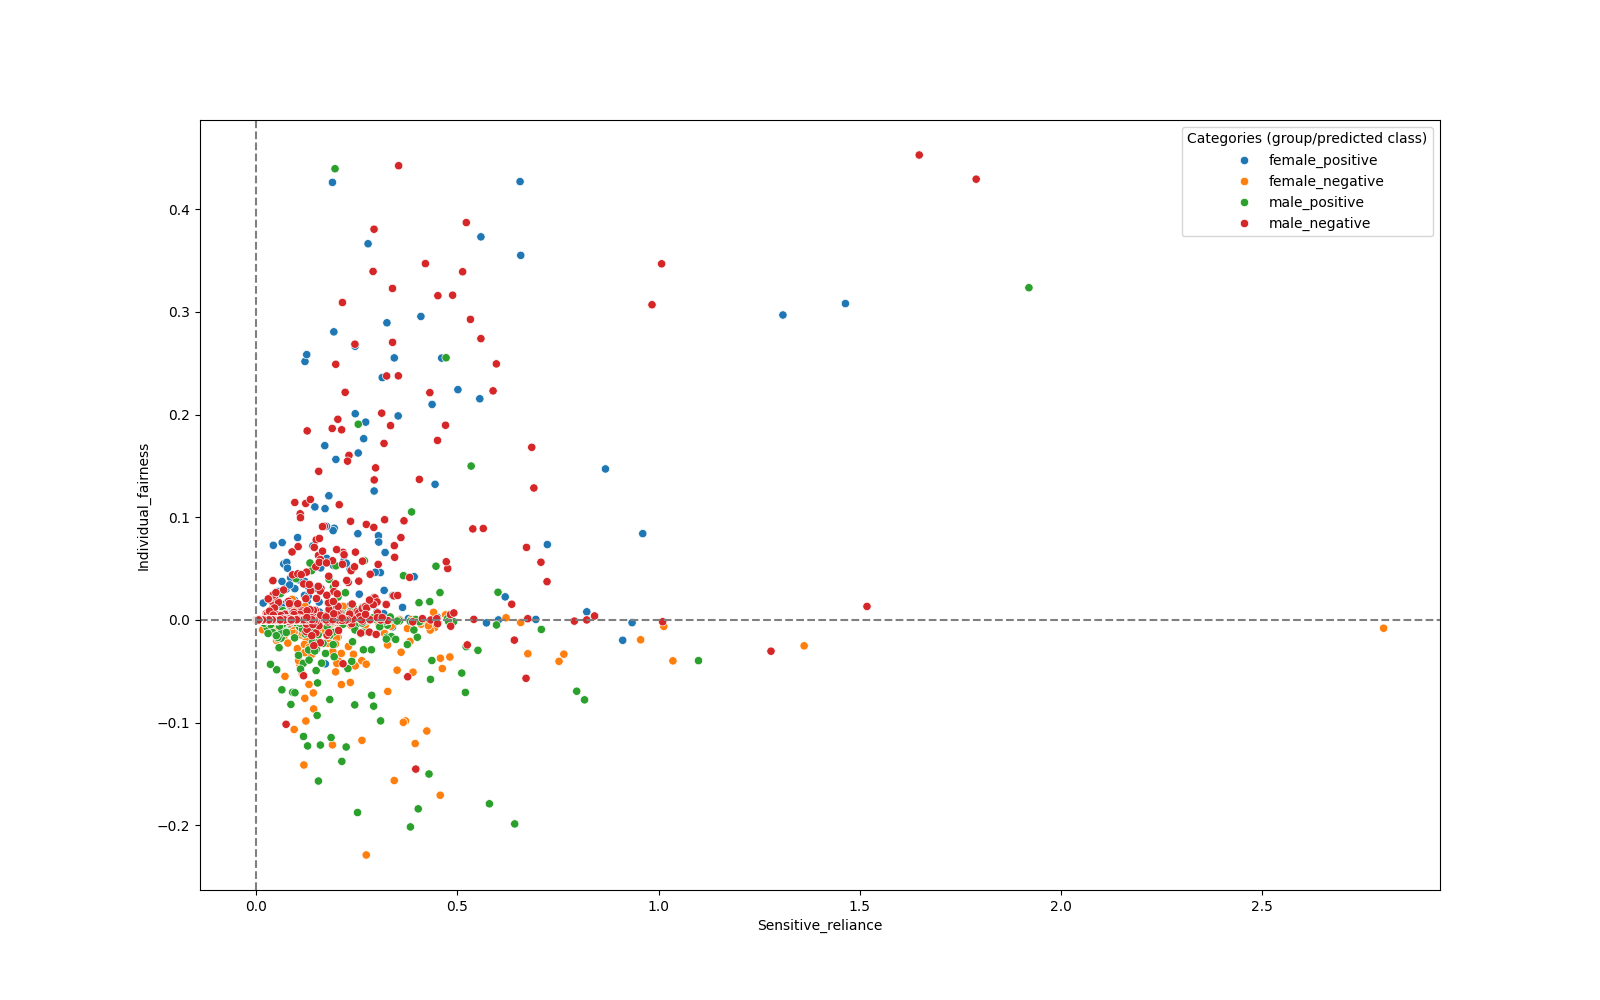 Categories (group/predicted class)
female_positive
female_negative
male_positive
male_negative
0.4
0.3
0.2
0.1
0.0
−0.1
−0.2
Individual_fairness
0.0 0.5 1.0 1.5 2.0 2.5
Sensitive_reliance